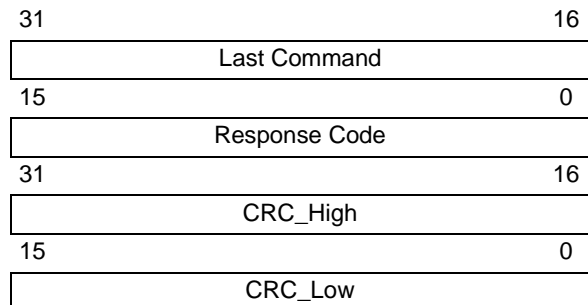 31 16
Last Command
15 0
Response Code
31 16
CRC_High
15 0
CRC_Low